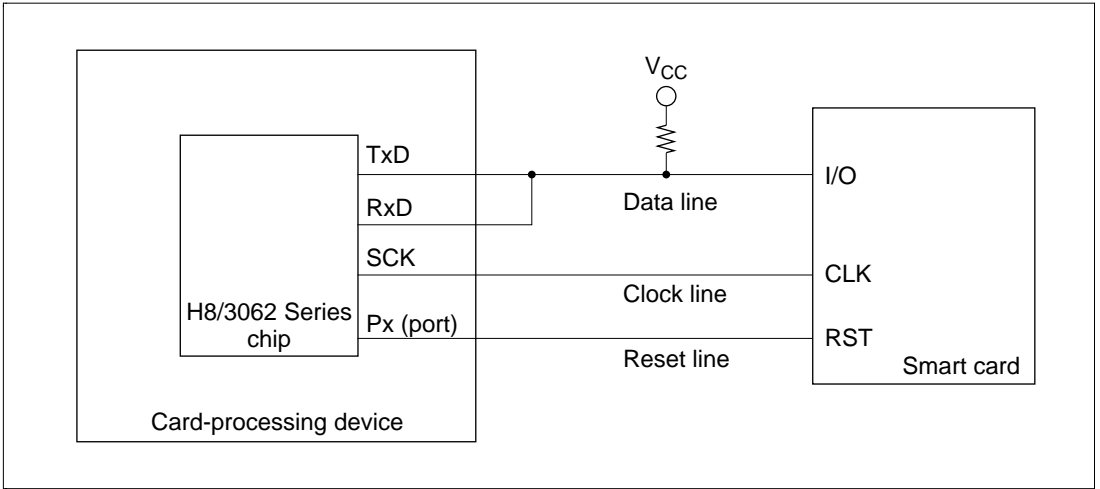 VCC
TxD
I/O
Data line
RxD
SCK
CLK
Clock line
H8/3062 Series
chip
Px (port)
RST
Reset line
Smart card
Card-processing device